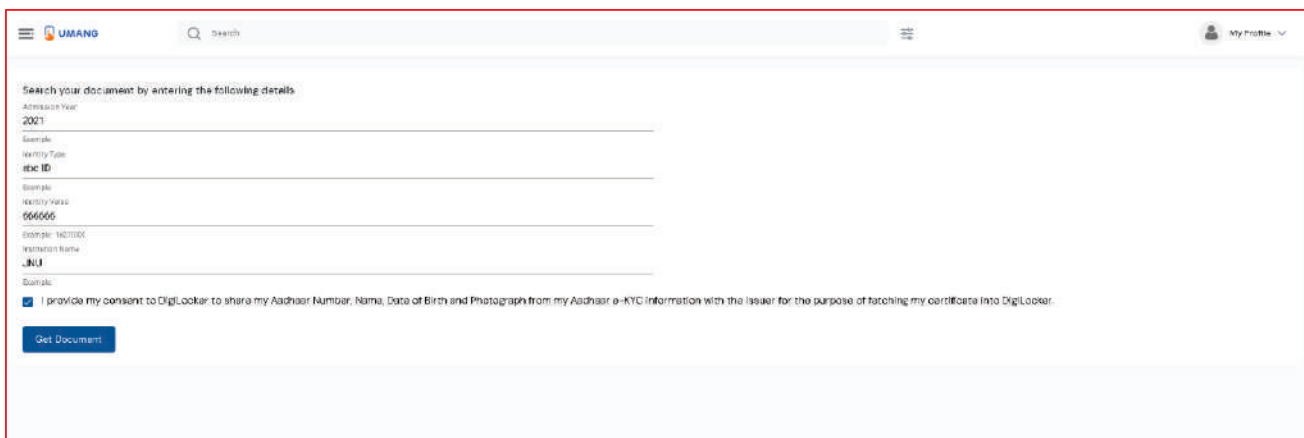 UMANG
Search
My Profile
Search your document by entering the following details
Admission Year
2021
Example
Identity Type
abc ID
Example
Identity Value
666666
Example
Institution Name
JNU
Example
I provide my consent to DigiLocker to share my Aadhaar Number, Name, Date of Birth and Photograph from my Aadhaar e-KYC information with the issuer for the purpose of fetching my certificate into DigiLocker.
Get Document